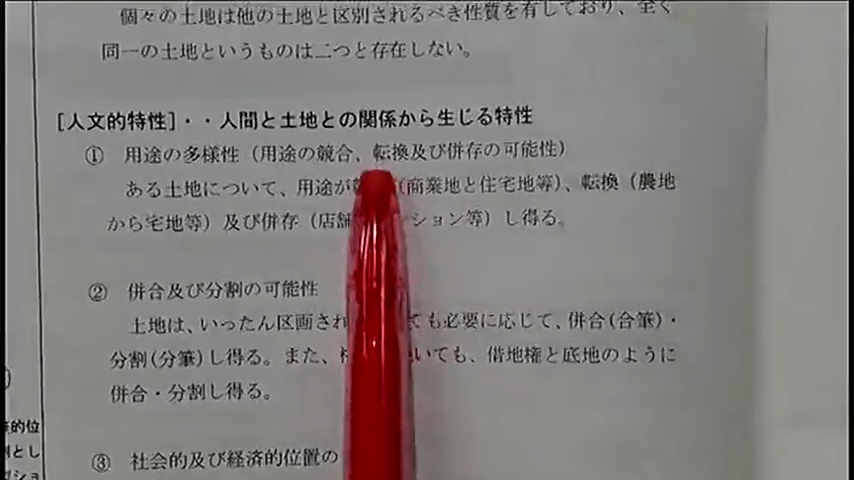 個々の土地は他の土地と区別されるべき性質を有しており、全く
同一の土地というものは二つと存在しない。
[人文的特性]・・人間と土地との関係から生じる特性
① 用途の多様性(用途の競合、転換及び併存の可能性)
ある土地について、用途が(商業地と住宅地等)、転換(農地
から宅地等)及び併存(店舗ション等)し得る。
② 併合及び分割の可能性
土地は、いったん区画されても必要に応じて、併合(合筆)・
分割(分筆)し得る。また、いても、借地権と底地のように
併合・分割し得る。
③ 社会的及び経済的位置の
的位
とし
ショ